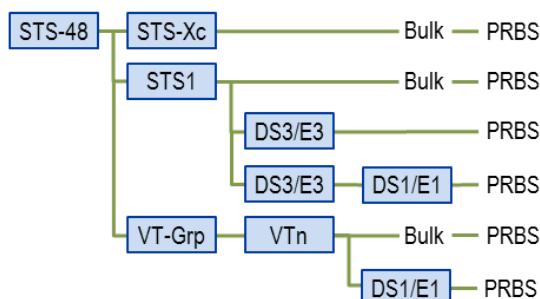 STS-48 STS-Xc Bulk PRBS
STS1 Bulk PRBS
DS3/E3 PRBS
DS3/E3 DS1/E1 PRBS
VT-Grp VTn Bulk PRBS
DS1/E1 PRBS